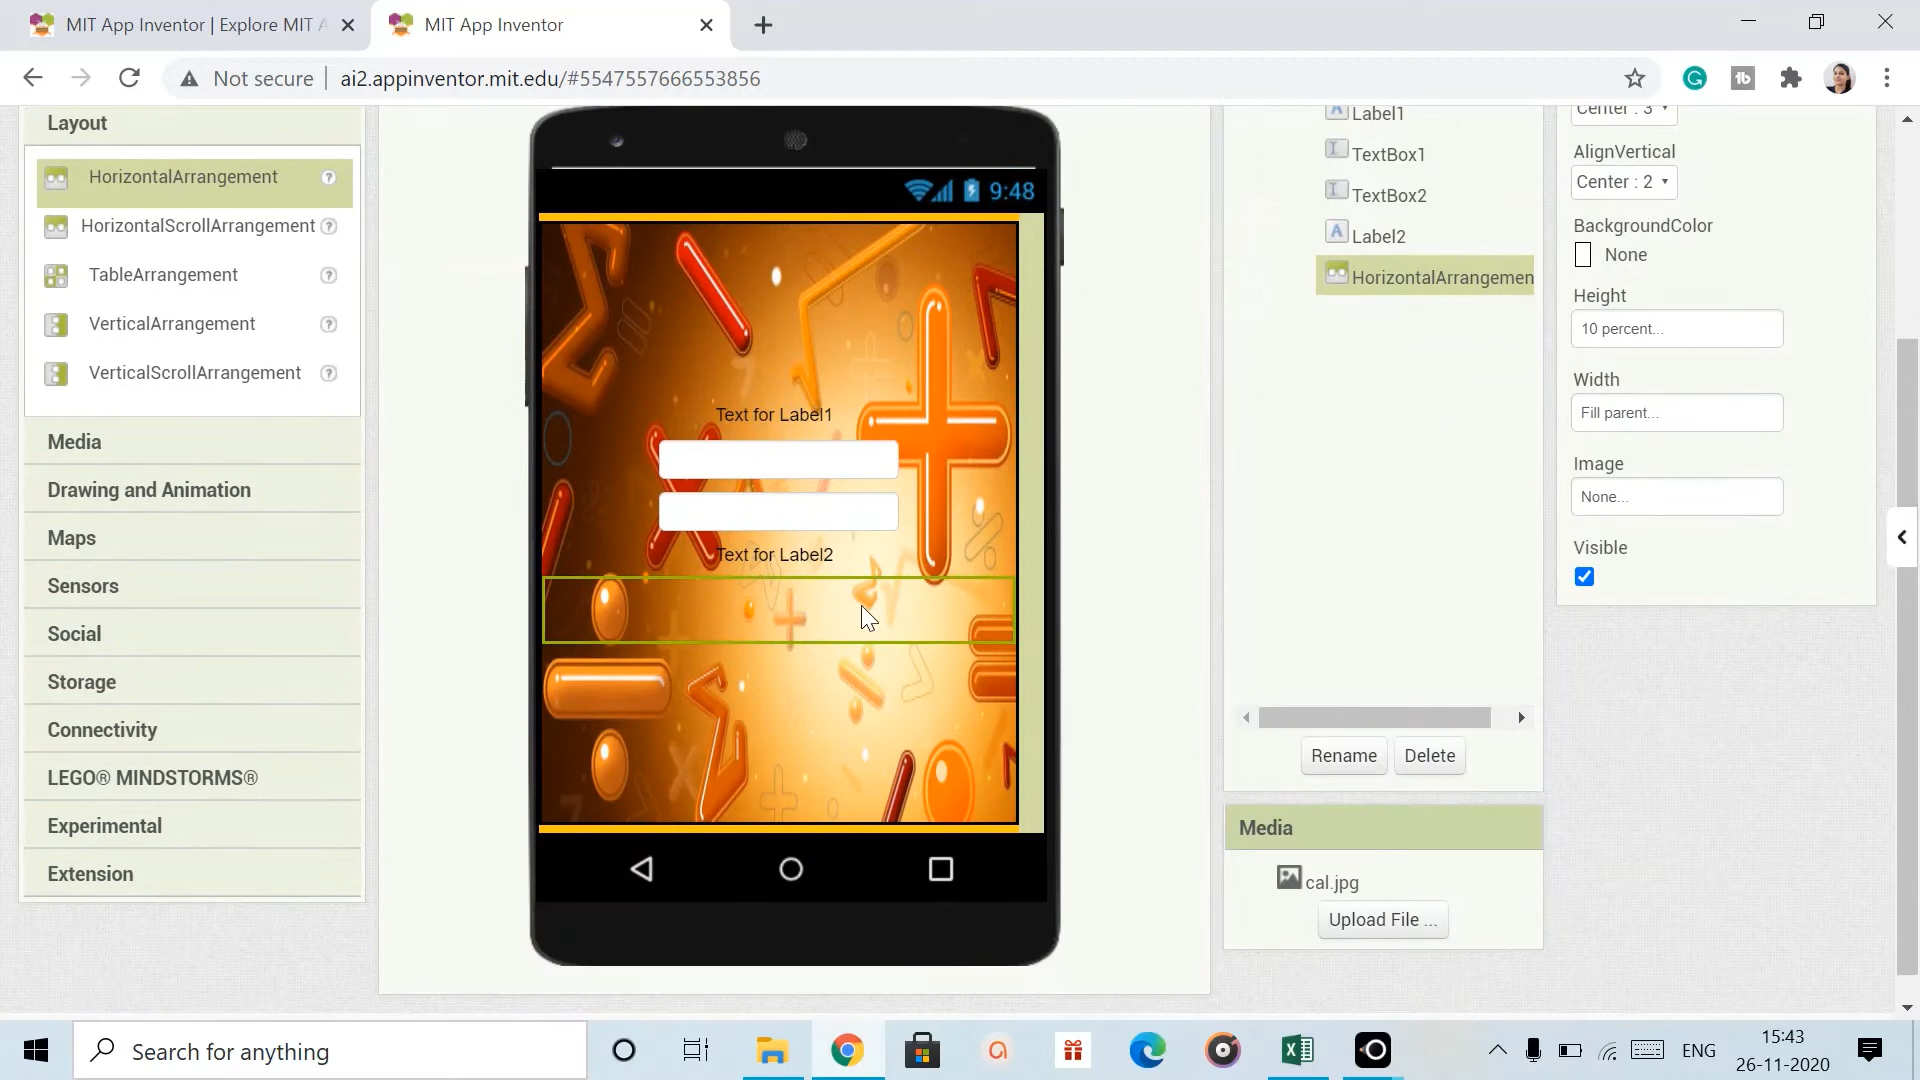 MIT App Inventor | Explore MIT A
MIT App Inventor
Not secure
ai2.appinventor.mit.edu/#5547557666553856
Layout
HorizontalArrangement
HorizontalScrollArrangement
TableArrangement
VerticalArrangement
VerticalScrollArrangement
Media
Drawing and Animation
Maps
Sensors
Social
Storage
Connectivity
LEGO® MINDSTORMS®
Experimental
Extension
9:48
Text for Label1
Text for Label2
Label1
TextBox1
TextBox2
Label2
HorizontalArrangemen
Rename
Delete
Media
cal.jpg
Upload File ...
Center : 3
AlignVertical
Center : 2
BackgroundColor
None
Height
10 percent...
Width
Fill parent...
Image
None...
Visible
Search for anything
ENG
15:43
26-11-2020